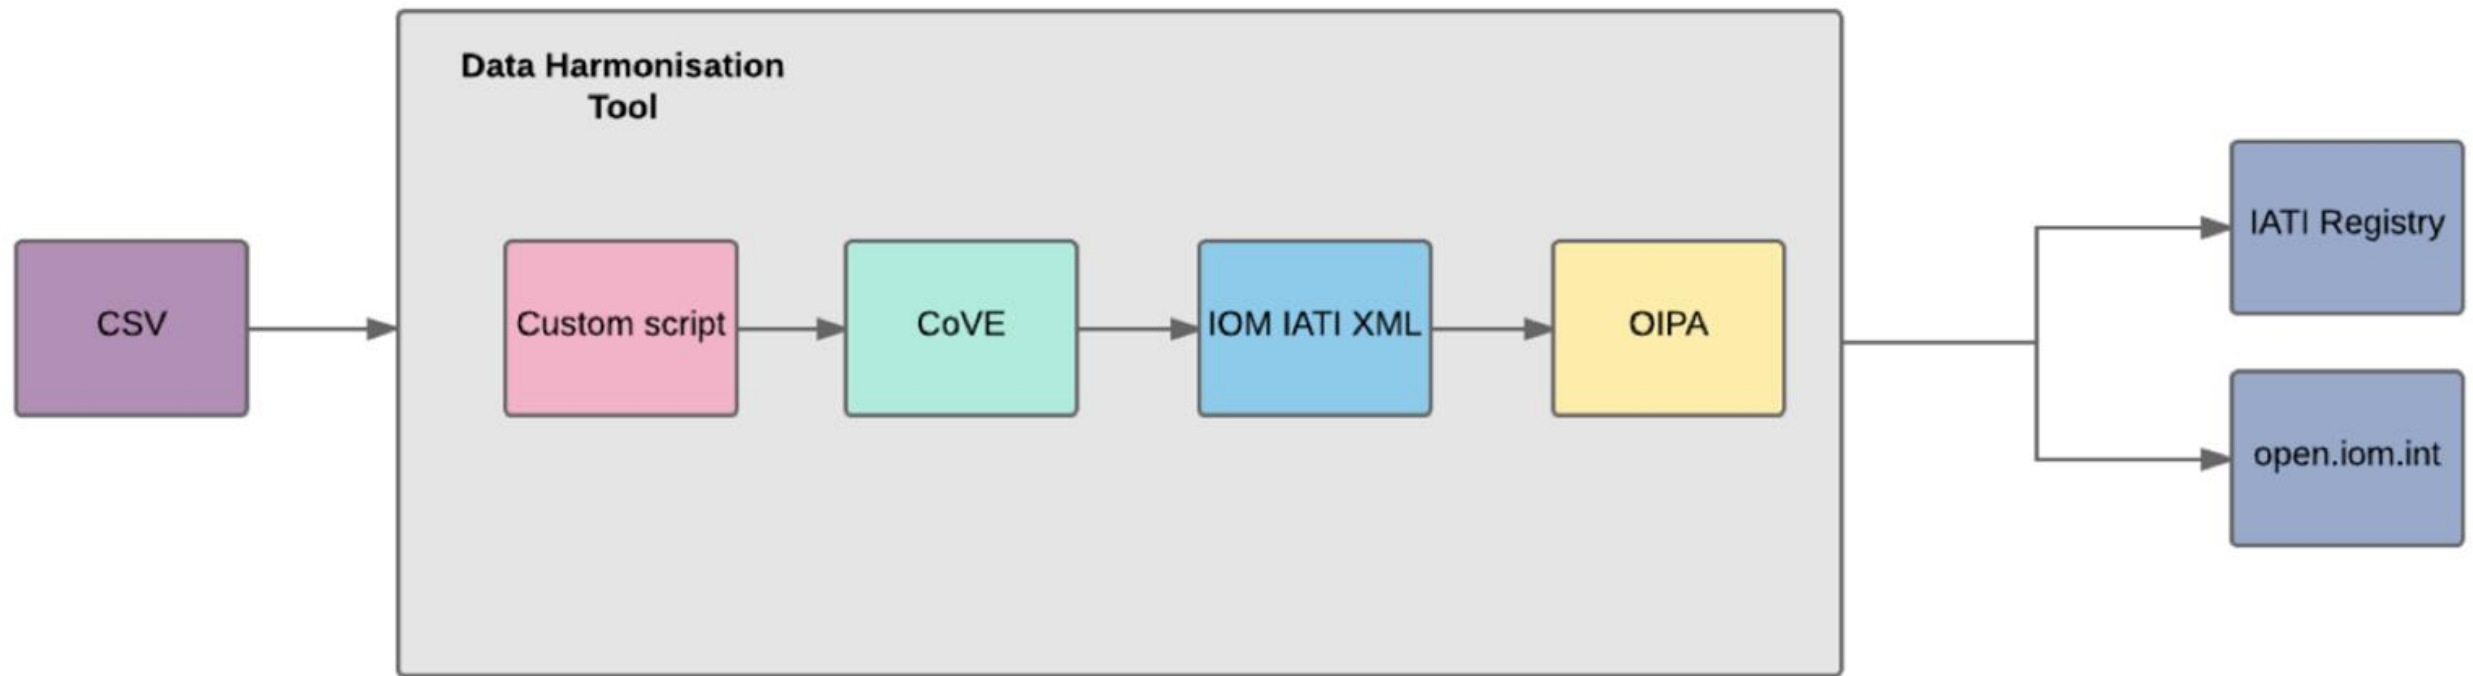 Data Harmonisation
Tool
CSV
Custom script
CoVE
IOM IATI XML
OIPA
IATI Registry
open.iom.int